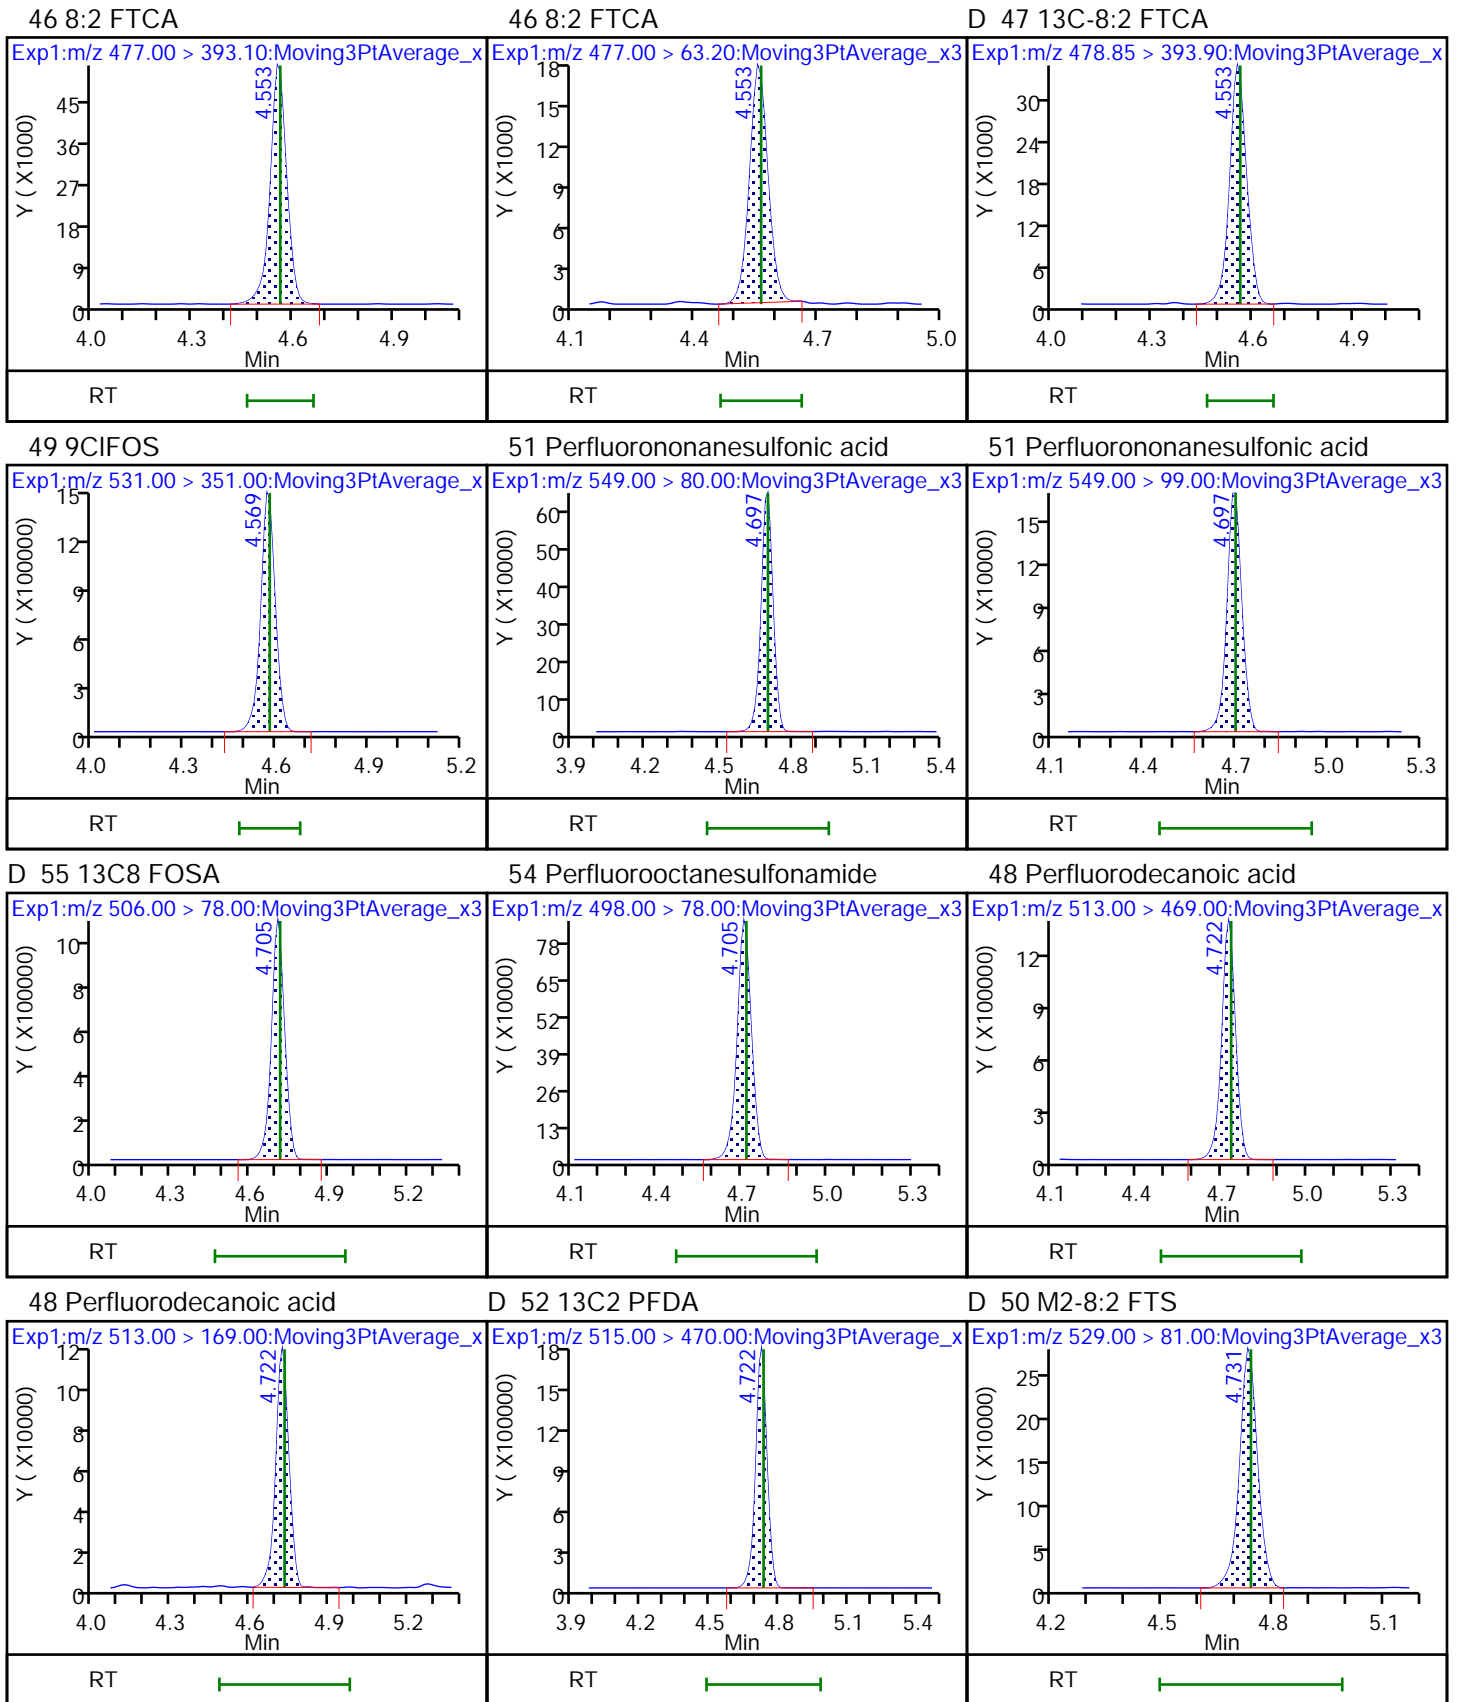 46 8:2 FTCA
Exp1:m/z 477.00 > 393.10:Moving3PtAverage_x
4.553
Y ( X1000)
45
36
27
18
9
0
4.0 4.3 4.6 4.9
Min
RT
46 8:2 FTCA
Exp1:m/z 477.00 > 63.20:Moving3PtAverage_x3
4.553
Y ( X1000)
18
15
12
9
6
3
0
4.1 4.4 4.7 5.0
Min
RT
D 47 13C-8:2 FTCA
Exp1:m/z 478.85 > 393.90:Moving3PtAverage_x
4.553
Y ( X1000)
30
24
18
12
6
0
4.0 4.3 4.6 4.9
Min
RT
49 9ClFOS
Exp1:m/z 531.00 > 351.00:Moving3PtAverage_x
4.569
Y ( X100000)
15
12
9
6
3
0
4.0 4.3 4.6 4.9 5.2
Min
RT
51 Perfluorononanesulfonic acid
Exp1:m/z 549.00 > 80.00:Moving3PtAverage_x3
4.697
Y ( X10000)
60
50
40
30
20
10
0
3.9 4.2 4.5 4.8 5.1 5.4
Min
RT
51 Perfluorononanesulfonic acid
Exp1:m/z 549.00 > 99.00:Moving3PtAverage_x3
4.697
Y ( X10000)
15
12
9
6
3
0
4.1 4.4 4.7 5.0 5.3
Min
RT
D 55 13C8 FOSA
Exp1:m/z 506.00 > 78.00:Moving3PtAverage_x3
4.705
Y ( X100000)
10
8
6
4
2
0
4.0 4.3 4.6 4.9 5.2
Min
RT
54 Perfluorooctanesulfonamide
Exp1:m/z 498.00 > 78.00:Moving3PtAverage_x3
4.705
Y ( X10000)
78
65
52
39
26
13
0
4.1 4.4 4.7 5.0 5.3
Min
RT
48 Perfluorodecanoic acid
Exp1:m/z 513.00 > 469.00:Moving3PtAverage_x
4.722
Y ( X100000)
12
9
6
3
0
4.1 4.4 4.7 5.0 5.3
Min
RT
48 Perfluorodecanoic acid
Exp1:m/z 513.00 > 169.00:Moving3PtAverage_x
4.722
Y ( X10000)
12
10
8
6
4
2
0
4.0 4.3 4.6 4.9 5.2
Min
RT
D 52 13C2 PFDA
Exp1:m/z 515.00 > 470.00:Moving3PtAverage_x
4.722
Y ( X100000)
18
15
12
9
6
3
0
3.9 4.2 4.5 4.8 5.1 5.4
Min
RT
D 50 M2-8:2 FTS
Exp1:m/z 529.00 > 81.00:Moving3PtAverage_x3
4.731
Y ( X10000)
25
20
15
10
5
0
4.2 4.5 4.8 5.1
Min
RT